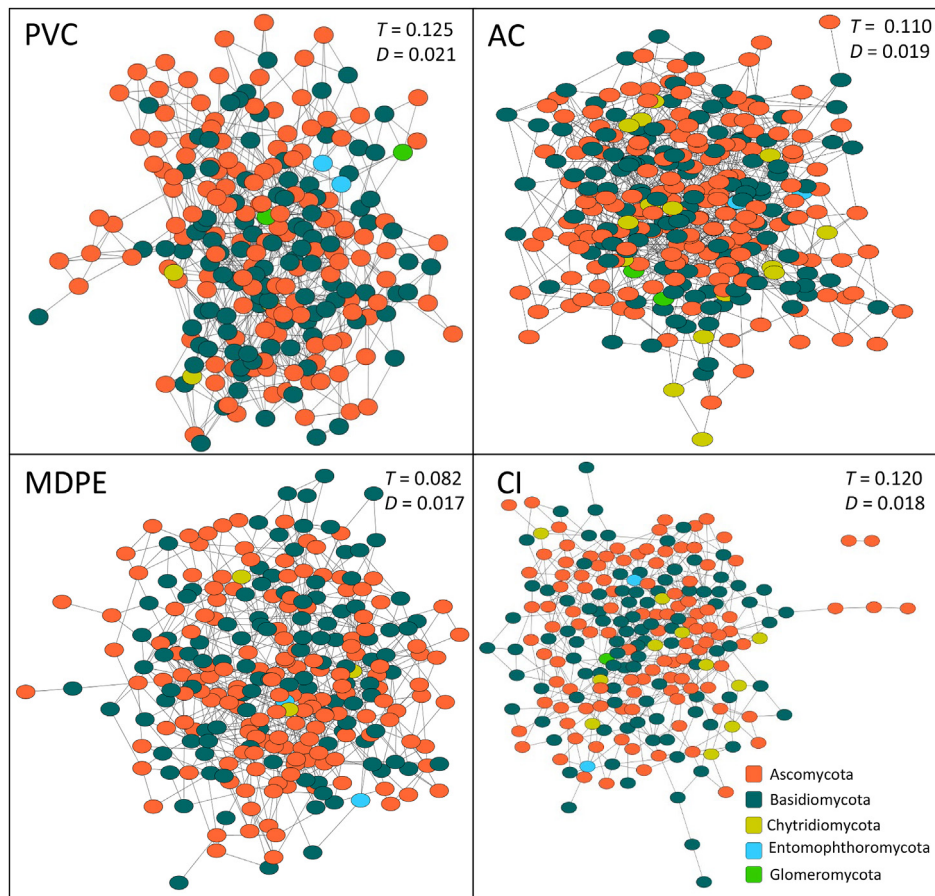 PVC
T = 0.125
D = 0.021
AC
T = 0.110
D = 0.019
MDPE
T = 0.082
D = 0.017
CI
T = 0.120
D = 0.018
Ascomycota
Basidiomycota
Chytridiomycota
Entomophthoromycota
Glomeromycota